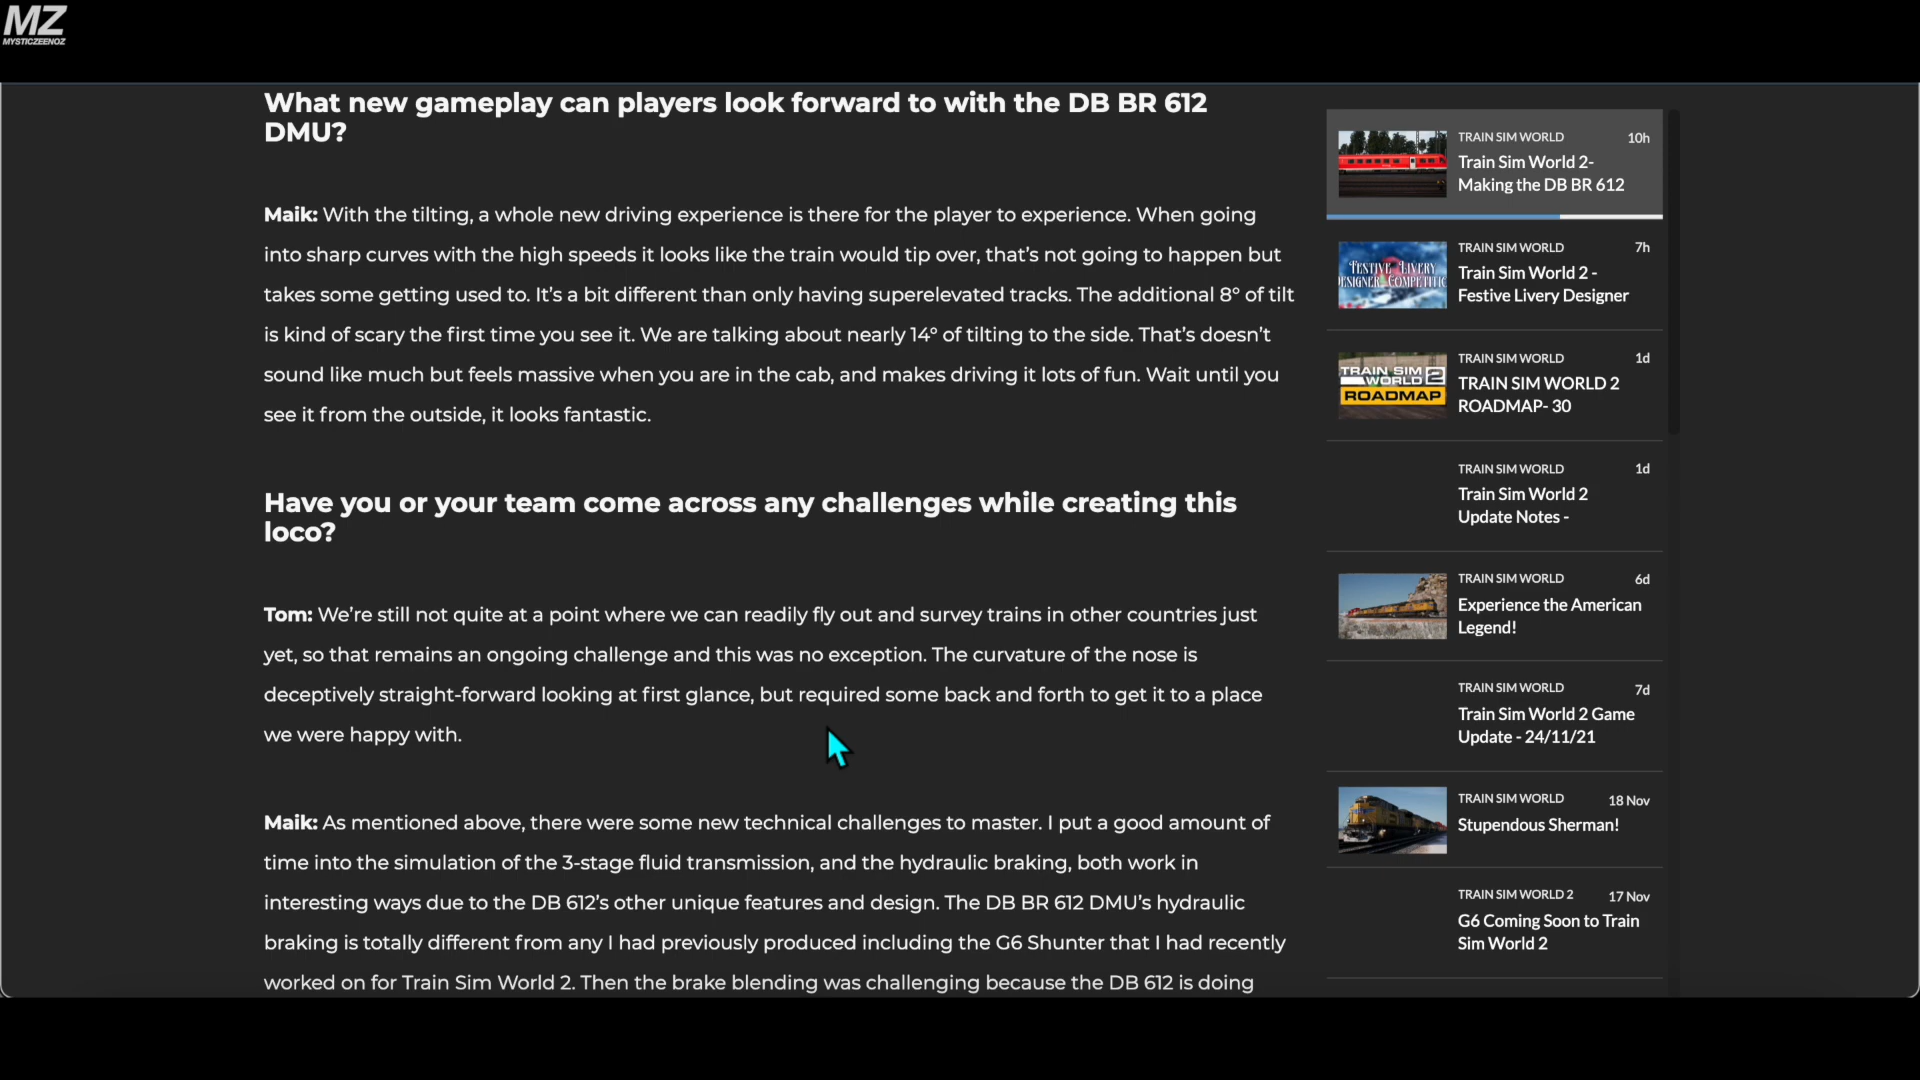 MZ
MYSTICZEENOZ
What new gameplay can players look forward to with the DB BR 612
DMU?
Maik: With the tilting, a whole new driving experience is there for the player to experience. When going
into sharp curves with the high speeds it looks like the train would tip over, that’s not going to happen but
takes some getting used to. It’s a bit different than only having superelevated tracks. The additional 8° of tilt
is kind of scary the first time you see it. We are talking about nearly 14° of tilting to the side. That’s doesn’t
sound like much but feels massive when you are in the cab, and makes driving it lots of fun. Wait until you
see it from the outside, it looks fantastic.
Have you or your team come across any challenges while creating this
loco?
Tom: We’re still not quite at a point where we can readily fly out and survey trains in other countries just
yet, so that remains an ongoing challenge and this was no exception. The curvature of the nose is
deceptively straight-forward looking at first glance, but required some back and forth to get it to a place
we were happy with.
Maik: As mentioned above, there were some new technical challenges to master. I put a good amount of
time into the simulation of the 3-stage fluid transmission, and the hydraulic braking, both work in
interesting ways due to the DB 612’s other unique features and design. The DB BR 612 DMU’s hydraulic
braking is totally different from any I had previously produced including the G6 Shunter that I had recently
worked on for Train Sim World 2. Then the brake blending was challenging because the DB 612 is doing
TRAIN SIM WORLD 10h
Train Sim World 2-
Making the DB BR 612
FESTIVE LIVERY
DESIGNER COMPETITIO
TRAIN SIM WORLD 7h
Train Sim World 2 -
Festive Livery Designer
TRAIN SIM
WORLD 2
ROADMAP
TRAIN SIM WORLD 1d
TRAIN SIM WORLD 2
ROADMAP- 30
TRAIN SIM WORLD 1d
Train Sim World 2
Update Notes -
TRAIN SIM WORLD 6d
Experience the American
Legend!
TRAIN SIM WORLD 7d
Train Sim World 2 Game
Update - 24/11/21
TRAIN SIM WORLD 18 Nov
Stupendous Sherman!
TRAIN SIM WORLD 2 17 Nov
G6 Coming Soon to Train
Sim World 2